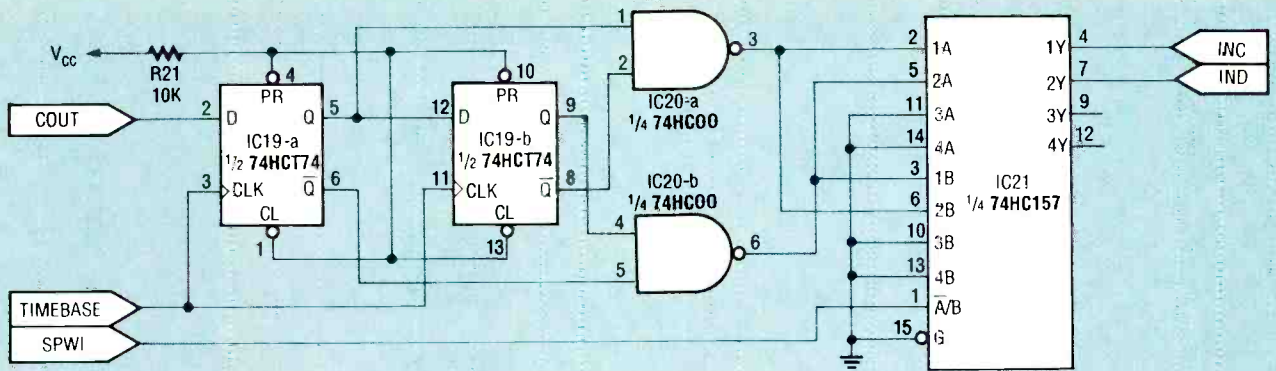 VCC
R21
10K
COUT
TIMEBASE
SPWI
2
3
4
PR
D
Q
5
IC19-a
1/2 74HCT74
CLK
Q
6
CL
1
10
PR
12
D
Q
9
IC19-b
1/2 74HCT74
11
CLK
Q
8
CL
13
1
2
3
IC20-a
1/4 74HC00
IC20-b
1/4 74HC00
4
5
6
2 1A
5 2A
11 3A
14 4A
3 1B
6 2B
10 3B
13 4B
1 A/B
15 G
IC21
1/4 74HC157
1Y 4
2Y 7
3Y 9
4Y 12
INC
IND